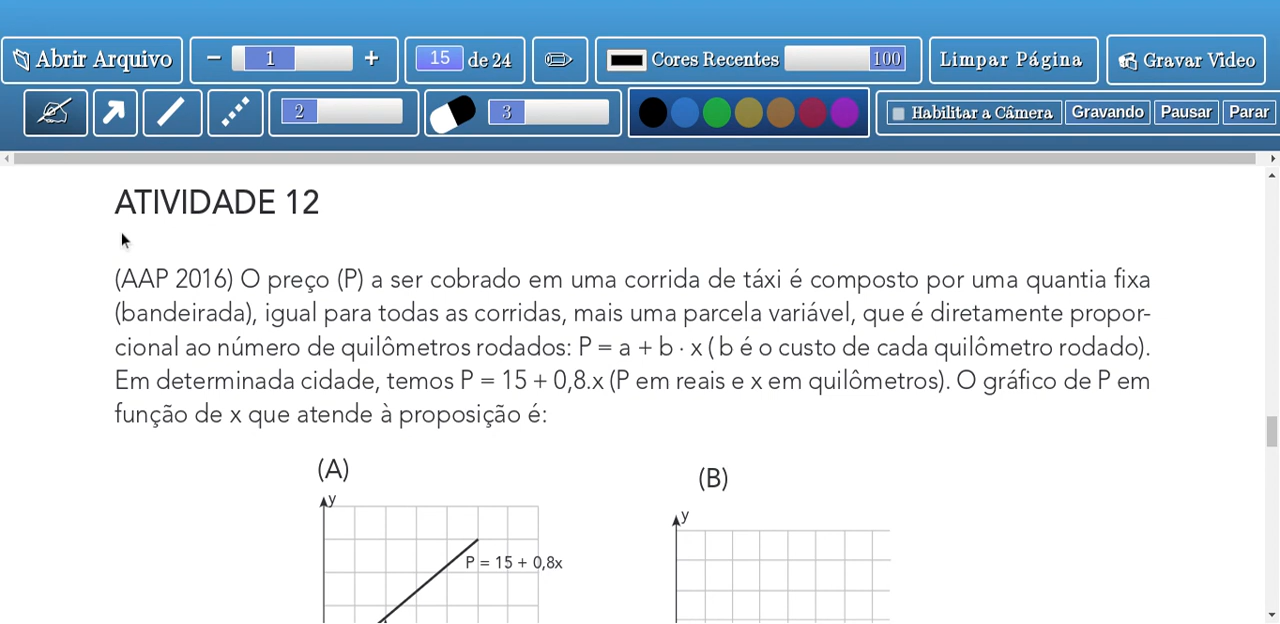 Abrir Arquivo − 1 + 15 de 24 Cores Recentes 100 Limpar Página Gravar Video
2 3 Habilitar a Câmera Gravando Pausar Parar
ATIVIDADE 12
(AAP 2016) O preço (P) a ser cobrado em uma corrida de táxi é composto por uma quantia fixa
(bandeirada), igual para todas as corridas, mais uma parcela variável, que é diretamente propor-
cional ao número de quilômetros rodados: P = a + b · x ( b é o custo de cada quilômetro rodado).
Em determinada cidade, temos P = 15 + 0,8.x (P em reais e x em quilômetros). O gráfico de P em
função de x que atende à proposição é:
(A)
(B)
y
y
P = 15 + 0,8x